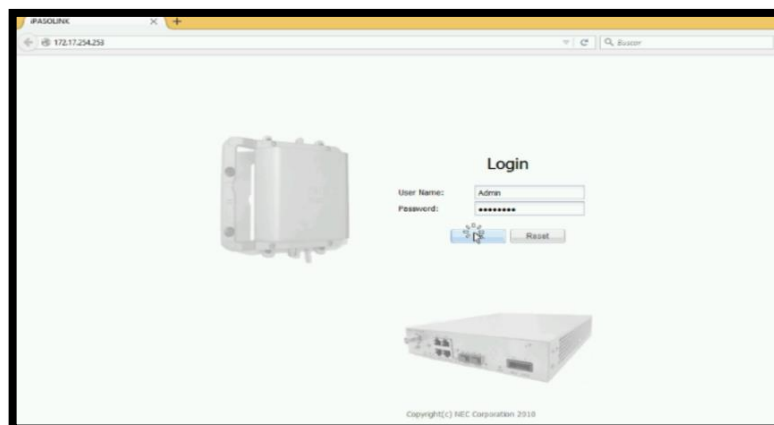 iPASOLINK
172.17.254.253
Buscar
Login
User Name: Admin
Password: ••••••••
Reset
Copyright(c) NEC Corporation 2010